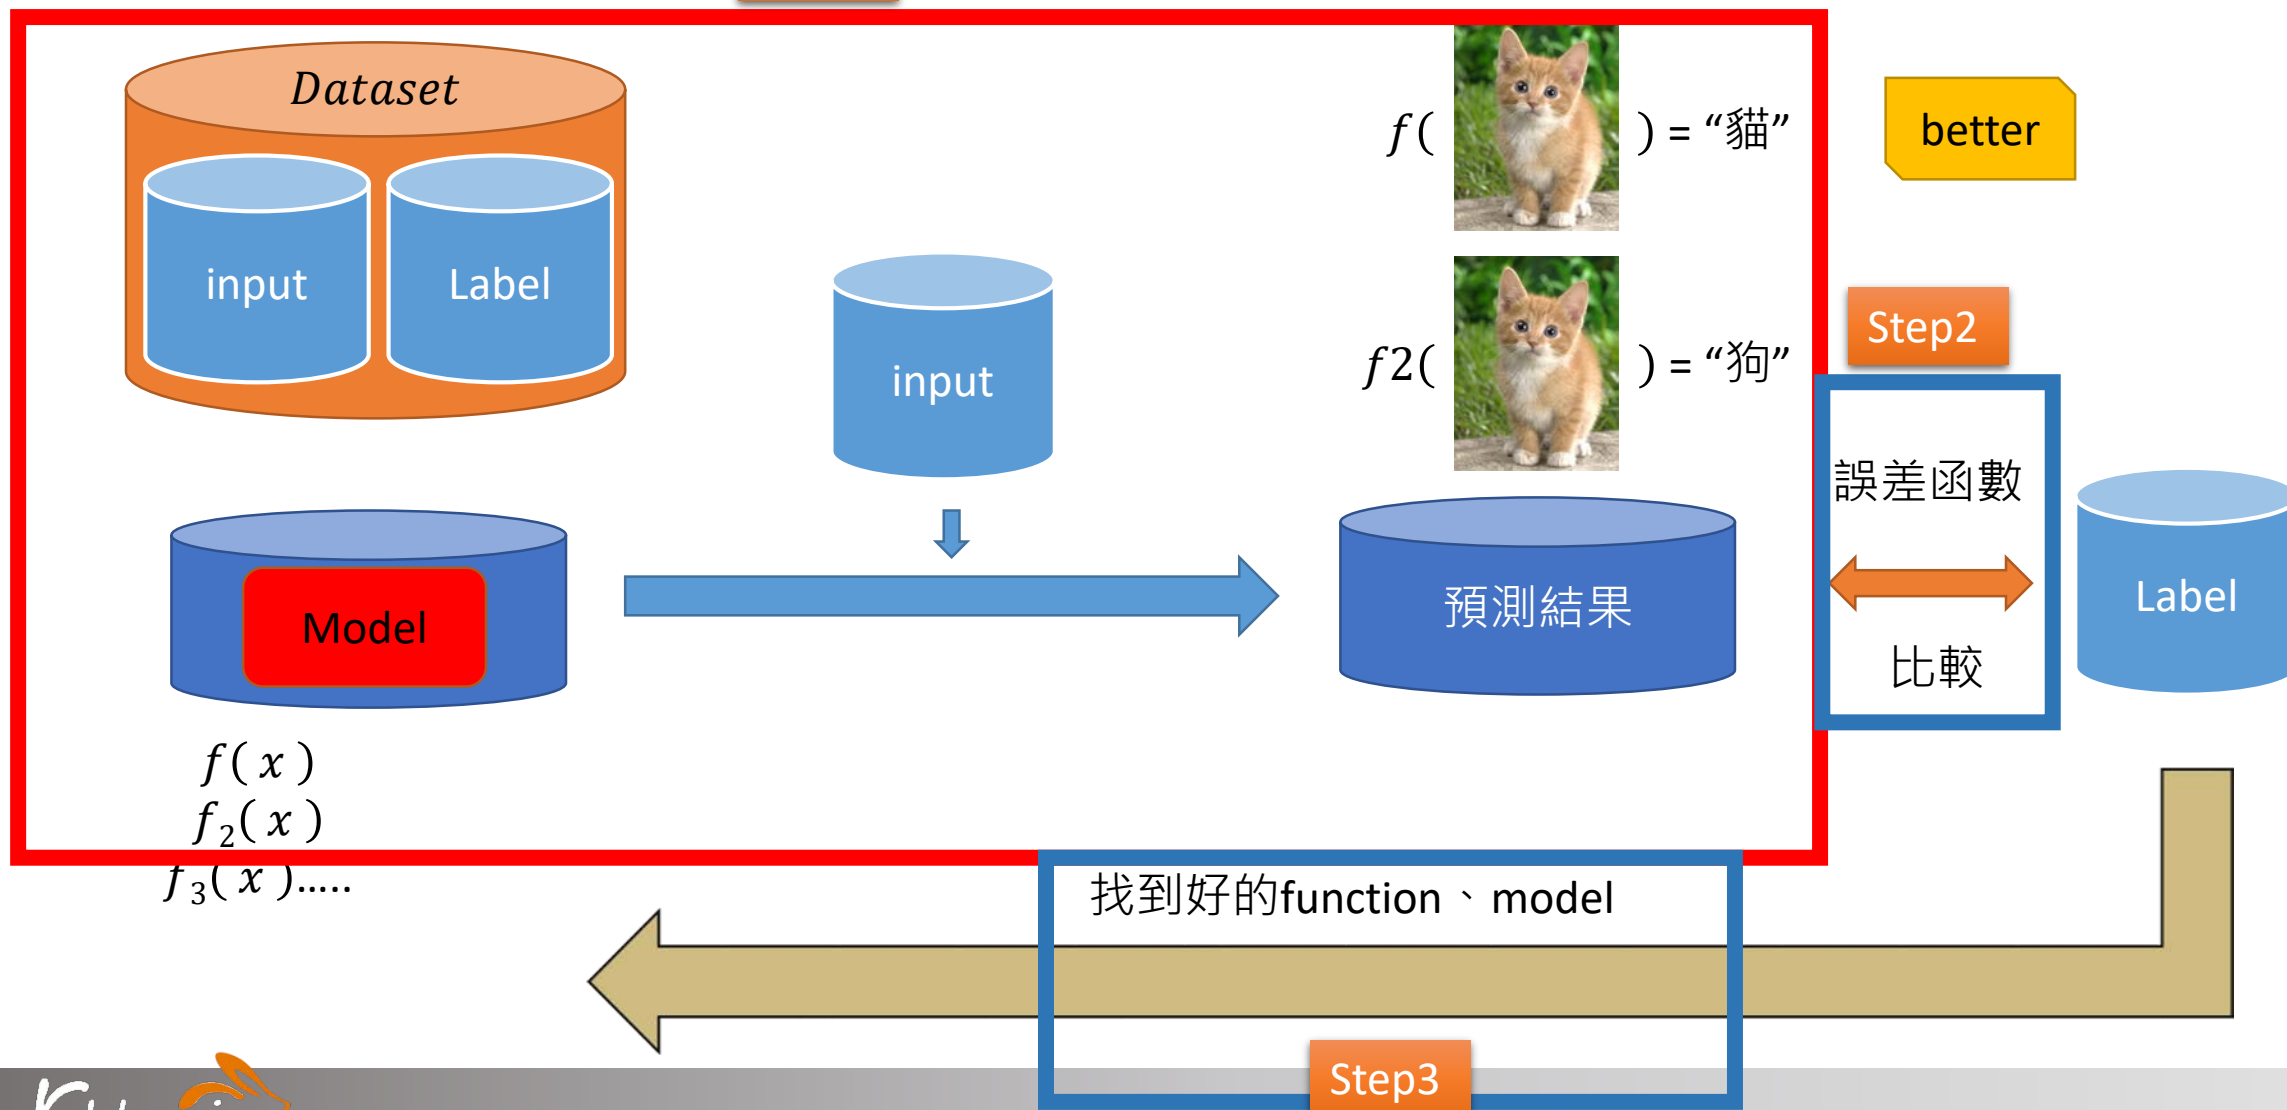 Dataset
input
Label
input
f( ) = “貓”
better
f2( ) = “狗”
Step2
誤差函數
比較
Label
Model
預測結果
f( x )
f₂( x )
f₃( x ).....
找到好的function、model
Step3